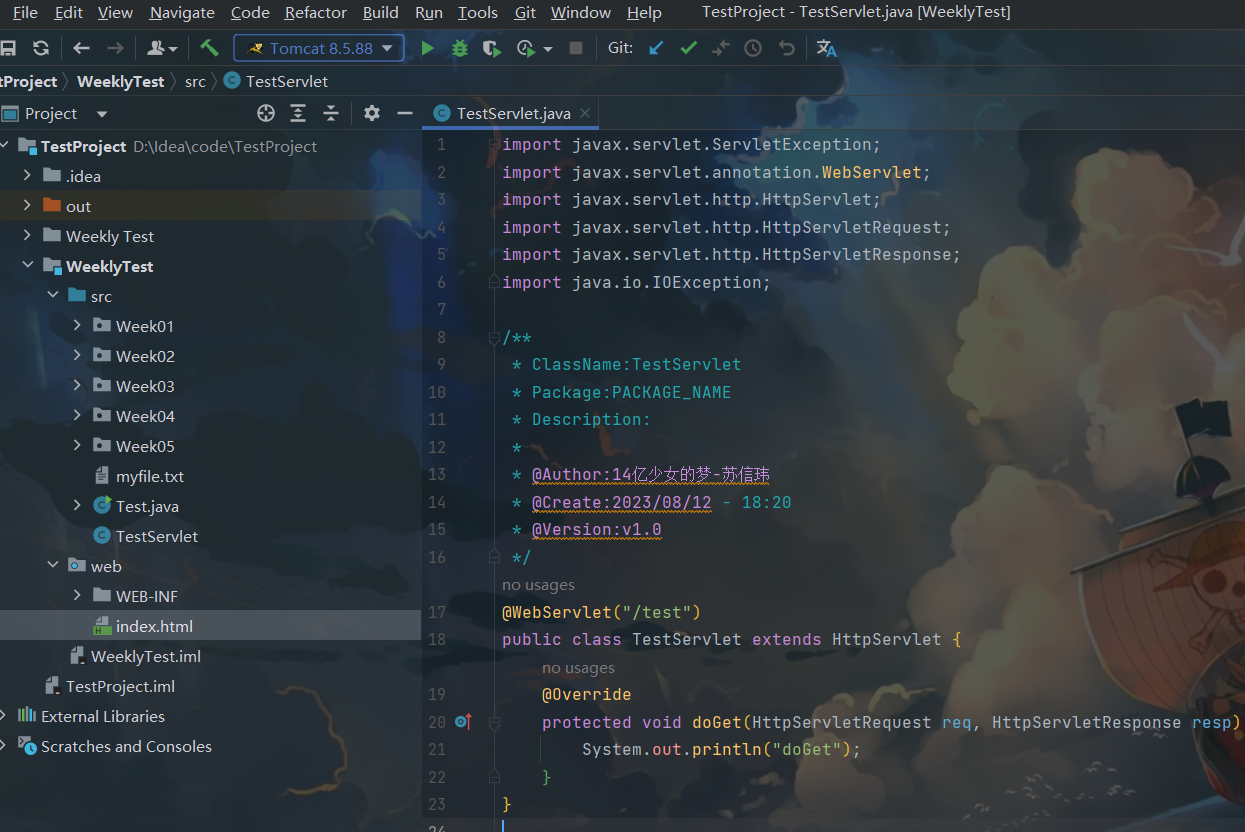 File Edit View Navigate Code Refactor Build Run Tools Git Window Help TestProject - TestServlet.java [WeeklyTest]
Tomcat 8.5.88 Git:
tProject WeeklyTest src TestServlet
Project
TestServlet.java
TestProject D:\Idea\code\TestProject
.idea
out
Weekly Test
WeeklyTest
src
Week01
Week02
Week03
Week04
Week05
myfile.txt
Test.java
TestServlet
web
WEB-INF
index.html
WeeklyTest.iml
TestProject.iml
External Libraries
Scratches and Consoles
1 import javax.servlet.ServletException;
2 import javax.servlet.annotation.WebServlet;
3 import javax.servlet.http.HttpServlet;
4 import javax.servlet.http.HttpServletRequest;
5 import javax.servlet.http.HttpServletResponse;
6 import java.io.IOException;
7
8 /**
9 * ClassName:TestServlet
10 * Package:PACKAGE_NAME
11 * Description:
12 *
13 * @Author:14亿少女的梦-苏信玮
14 * @Create:2023/08/12 - 18:20
15 * @Version:v1.0
16 */
no usages
17 @WebServlet("/test")
18 public class TestServlet extends HttpServlet {
no usages
19 @Override
20 protected void doGet(HttpServletRequest req, HttpServletResponse resp)
21 System.out.println("doGet");
22 }
23 }
24